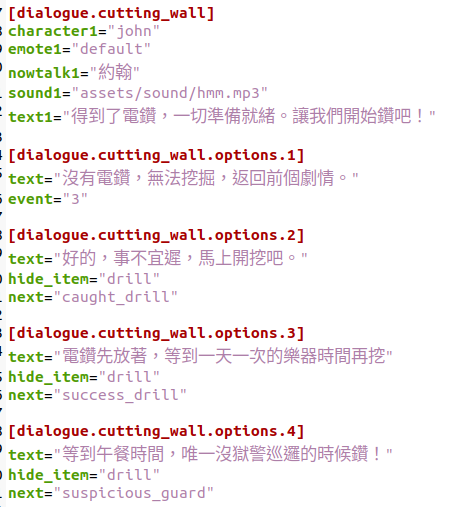 [dialogue.cutting_wall]
character1="john"
emote1="default"
nowtalk1="約翰"
sound1="assets/sound/hmm.mp3"
text1="得到了電鑽，一切準備就緒。讓我們開始鑽吧！"
[dialogue.cutting_wall.options.1]
text="沒有電鑽，無法挖掘，返回前個劇情。"
event="3"
[dialogue.cutting_wall.options.2]
text="好的，事不宜遲，馬上開挖吧。"
hide_item="drill"
next="caught_drill"
[dialogue.cutting_wall.options.3]
text="電鑽先放著，等到一天一次的樂器時間再挖"
hide_item="drill"
next="success_drill"
[dialogue.cutting_wall.options.4]
text="等到午餐時間，唯一沒獄警巡邏的時候鑽！"
hide_item="drill"
next="suspicious_guard"